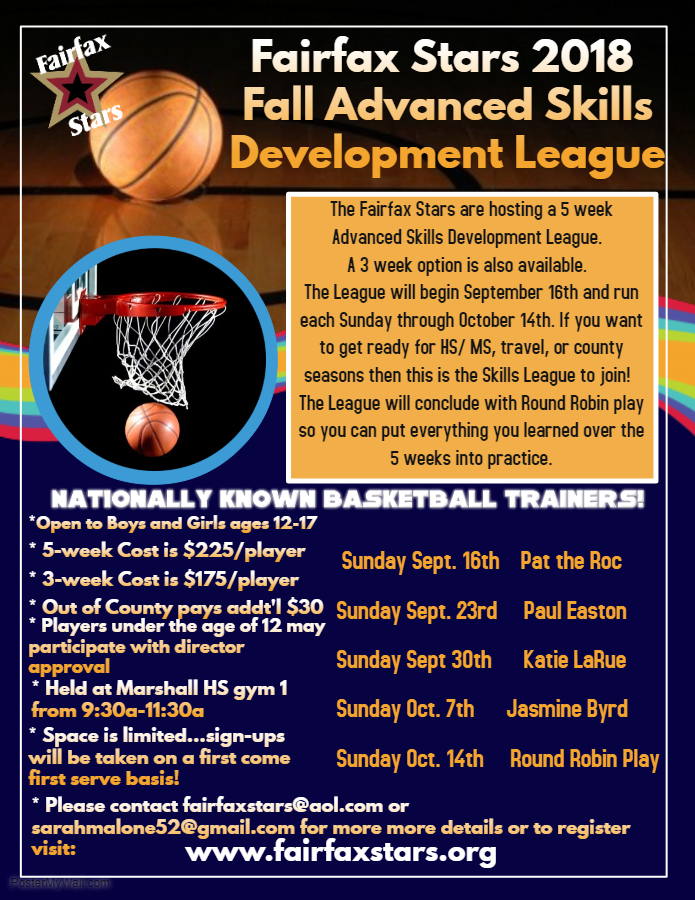 Fairfax
Stars
Fairfax Stars 2018
Fall Advanced Skills
Development League
The Fairfax Stars are hosting a 5 week
Advanced Skills Development League.
A 3 week option is also available.
The League will begin September 16th and run
each Sunday through October 14th. If you want
to get ready for HS/ MS, travel, or county
seasons then this is the Skills League to join!
The League will conclude with Round Robin play
so you can put everything you learned over the
5 weeks into practice.
NATIONALLY KNOWN BASKETBALL TRAINERS!
*Open to Boys and Girls ages 12-17
* 5-week Cost is $225/player
* 3-week Cost is $175/player
* Out of County pays addt'l $30
* Players under the age of 12 may
participate with director
approval
* Held at Marshall HS gym 1
from 9:30a-11:30a
* Space is limited...sign-ups
will be taken on a first come
first serve basis!
Sunday Sept. 16th Pat the Roc
Sunday Sept. 23rd Paul Easton
Sunday Sept 30th Katie LaRue
Sunday Oct. 7th Jasmine Byrd
Sunday Oct. 14th Round Robin Play
* Please contact fairfaxstars@aol.com or
sarahmalone52@gmail.com for more more details or to register
visit: www.fairfaxstars.org
PosterMyWall.com